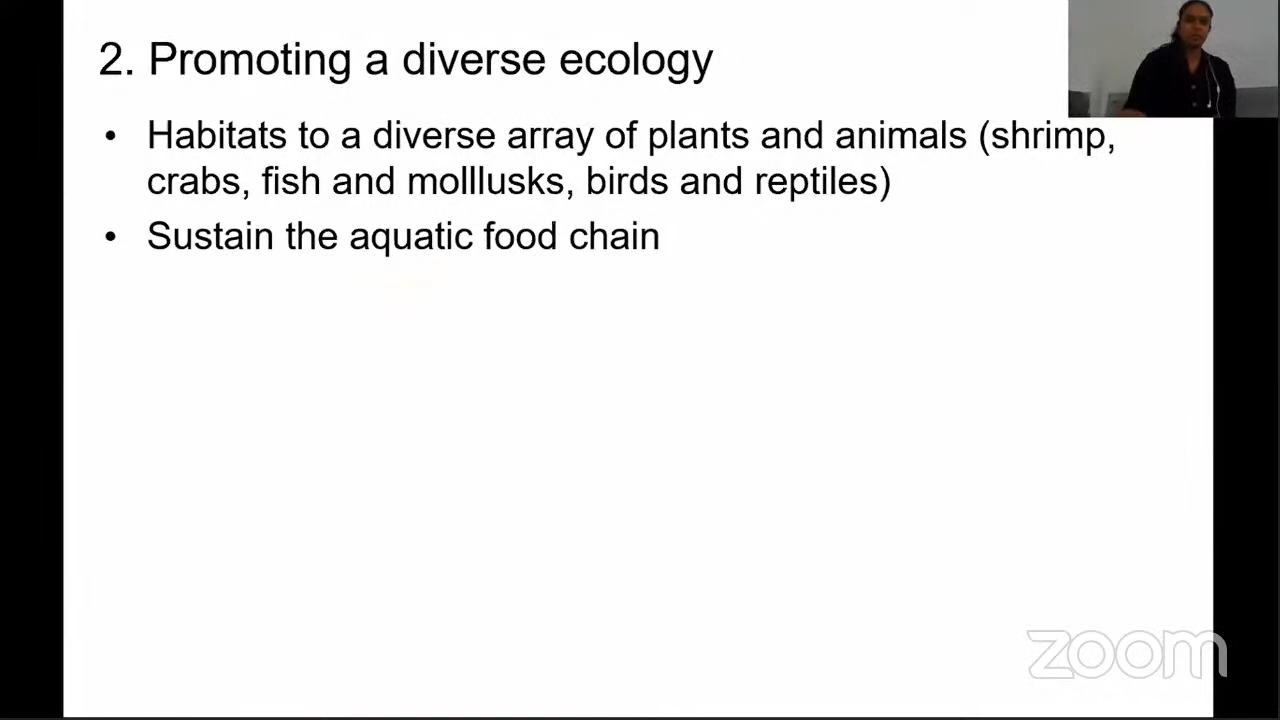 2. Promoting a diverse ecology
• Habitats to a diverse array of plants and animals (shrimp,
crabs, fish and molllusks, birds and reptiles)
• Sustain the aquatic food chain
zoom